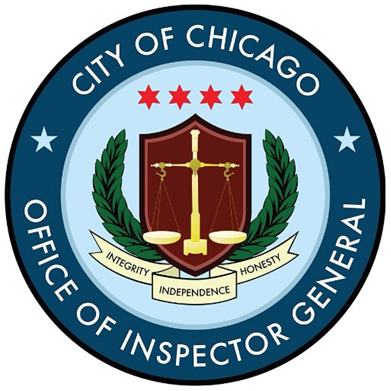 CITY OF CHICAGO
INTEGRITY
INDEPENDENCE
HONESTY
OFFICE OF INSPECTOR GENERAL